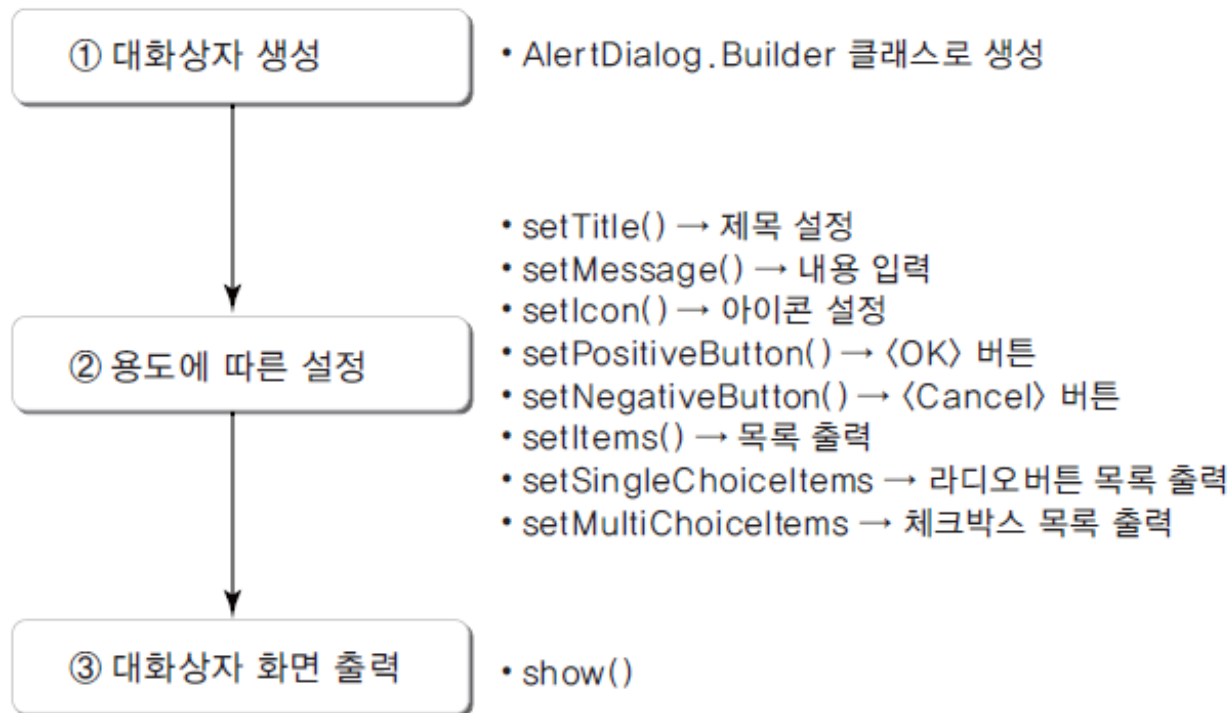 ① 대화상자 생성
• AlertDialog.Builder 클래스로 생성
• setTitle() → 제목 설정
• setMessage() → 내용 입력
• setIcon() → 아이콘 설정
② 용도에 따른 설정
• setPositiveButton() → 〈OK〉 버튼
• setNegativeButton() → 〈Cancel〉 버튼
• setItems() → 목록 출력
• setSingleChoiceItems → 라디오버튼 목록 출력
• setMultiChoiceItems → 체크박스 목록 출력
③ 대화상자 화면 출력
• show()